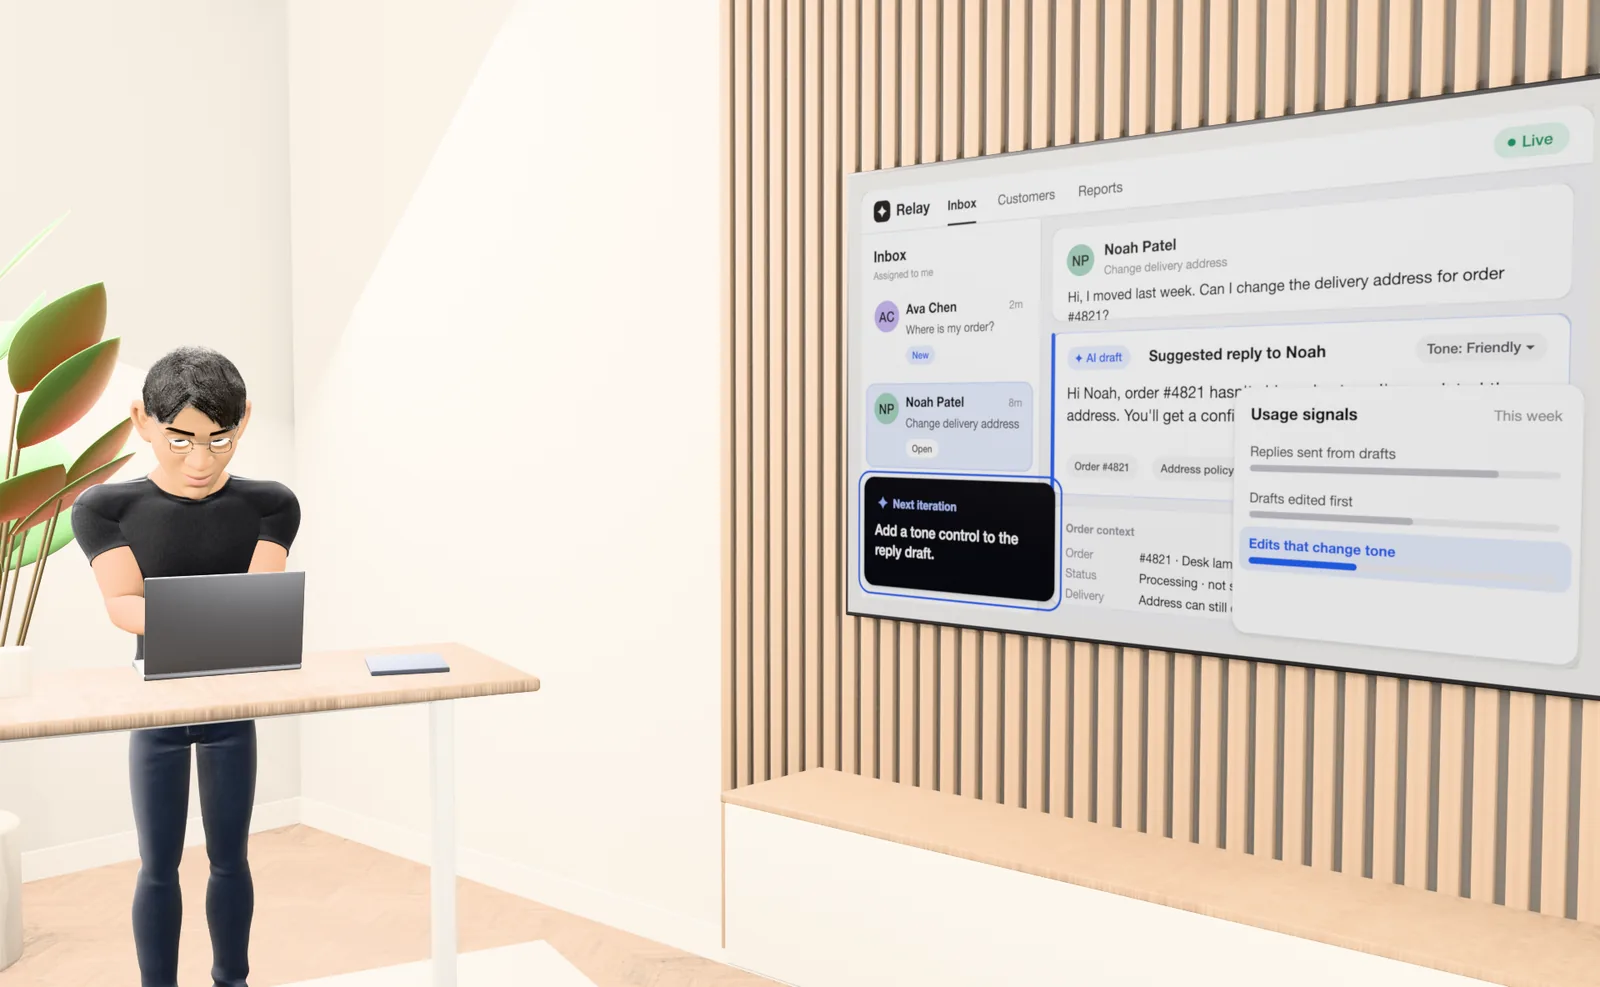 Live
Relay
Inbox
Customers
Reports
Inbox
Assigned to me
AC
Ava Chen
2m
Where is my order?
New
NP
Noah Patel
8m
Change delivery address
Open
Next iteration
Add a tone control to the
reply draft.
NP
Noah Patel
Change delivery address
Hi, I moved last week. Can I change the delivery address for order
#4821?
AI draft
Suggested reply to Noah
Tone: Friendly
Hi Noah, order #4821
address. You'll get a
Order #4821
Address policy
Order context
Order
#4821 · Desk
Status
Processing · not
Delivery
Address can still
Usage signals
This week
Replies sent from drafts
Drafts edited first
Edits that change tone